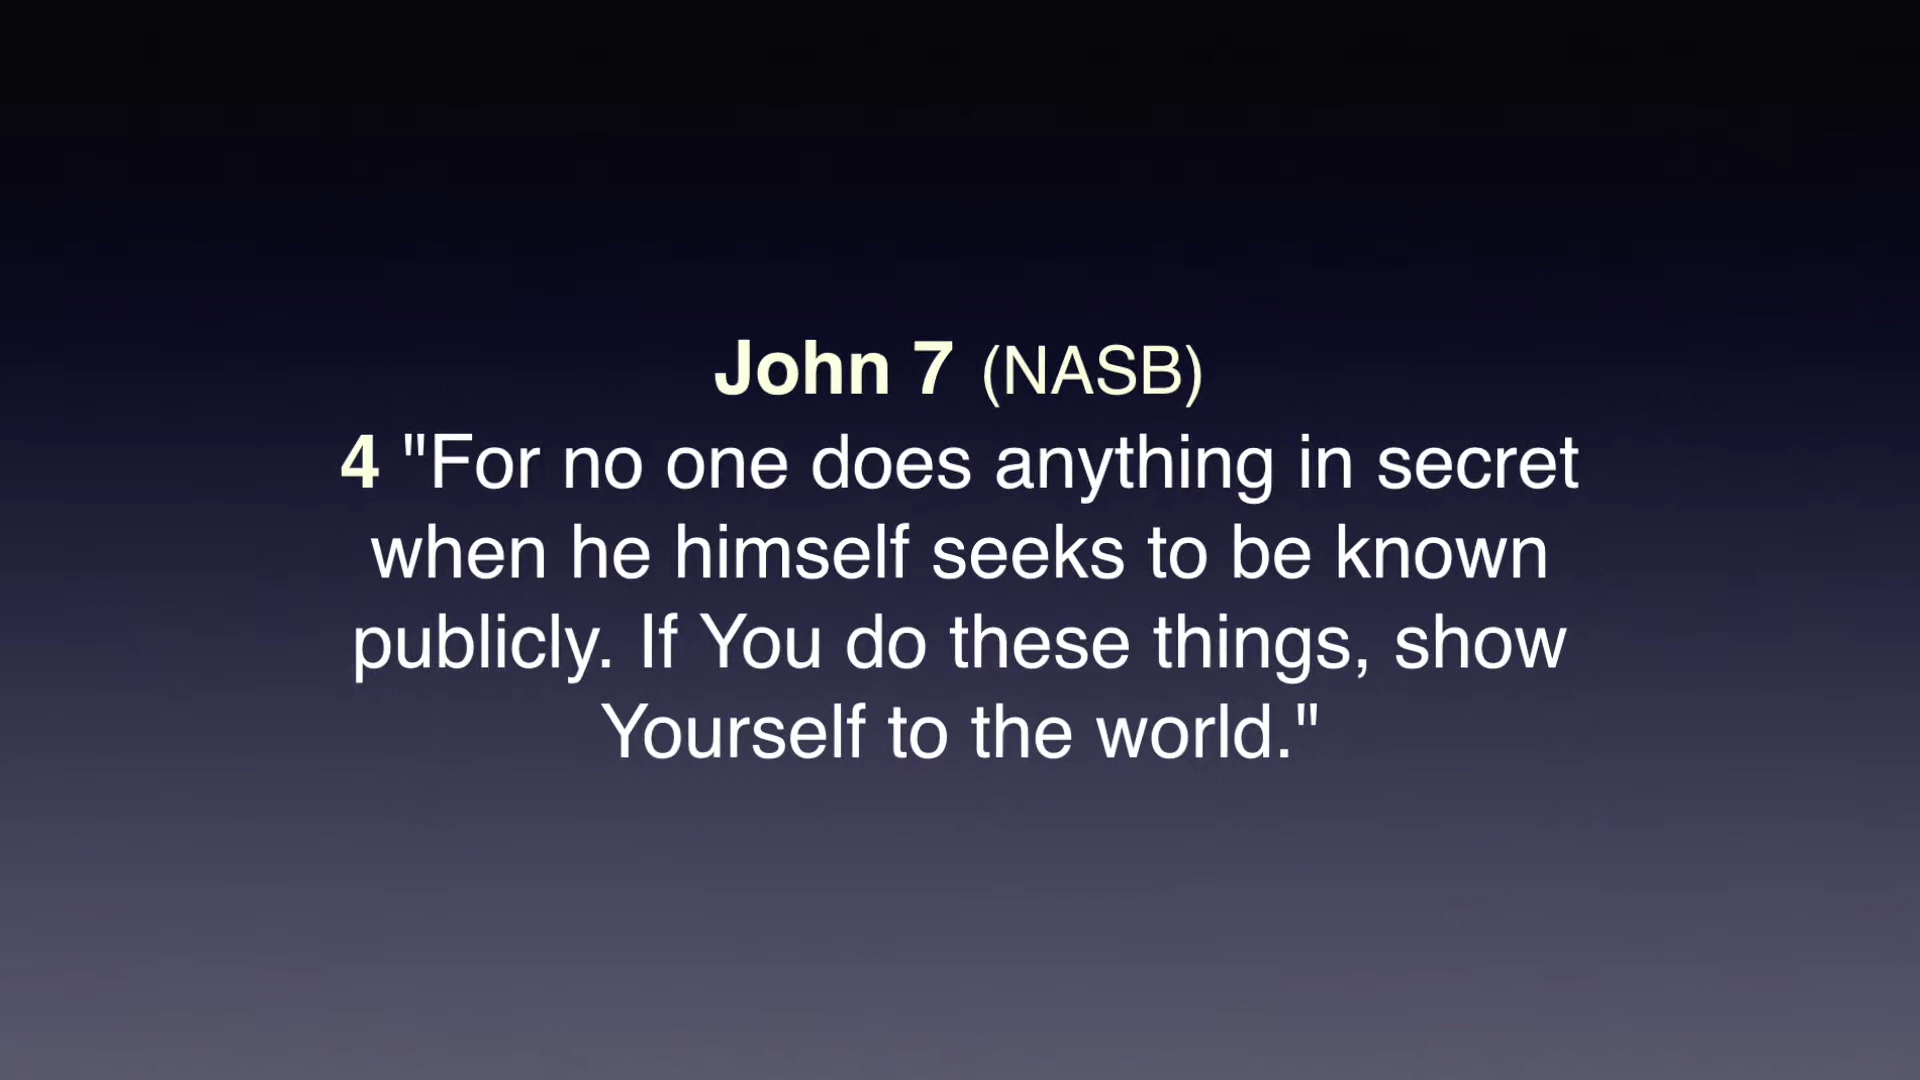 John 7 (NASB)
4 "For no one does anything in secret
when he himself seeks to be known
publicly. If You do these things, show
Yourself to the world."